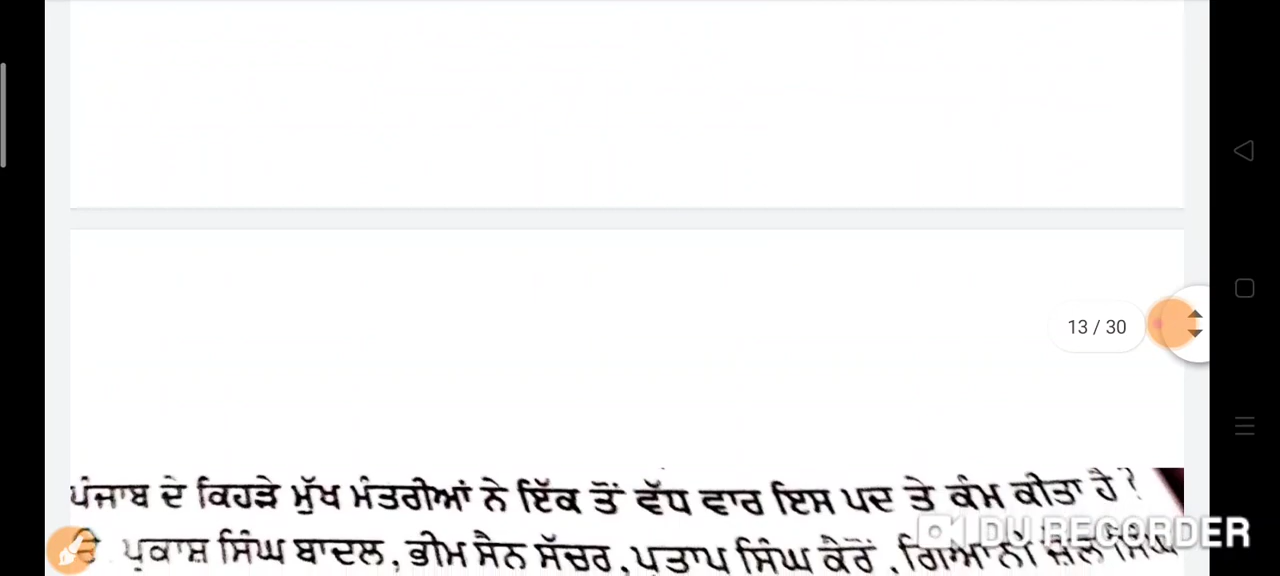 13 / 30
ਪੰਜਾਬ ਦੇ ਕਿਹੜੇ ਮੁੱਖ ਮੰਤਰੀਆਂ ਨੇ ਇੱਕ ਤੋਂ ਵੱਧ ਵਾਰ ਇਸ ਪਦ ਤੇ ਕੰਮ ਕੀਤਾ ਹੈ?
ਪ੍ਰਕਾਸ਼ ਸਿੰਘ ਬਾਦਲ, ਭੀਮ ਸੈਨ ਸੱਚਰ, ਪ੍ਰਤਾਪ ਸਿੰਘ ਕੈਰੋਂ, ਗਿਆਨੀ ਜ਼ੈਲ ਸਿੰਘ
DU RECORDER